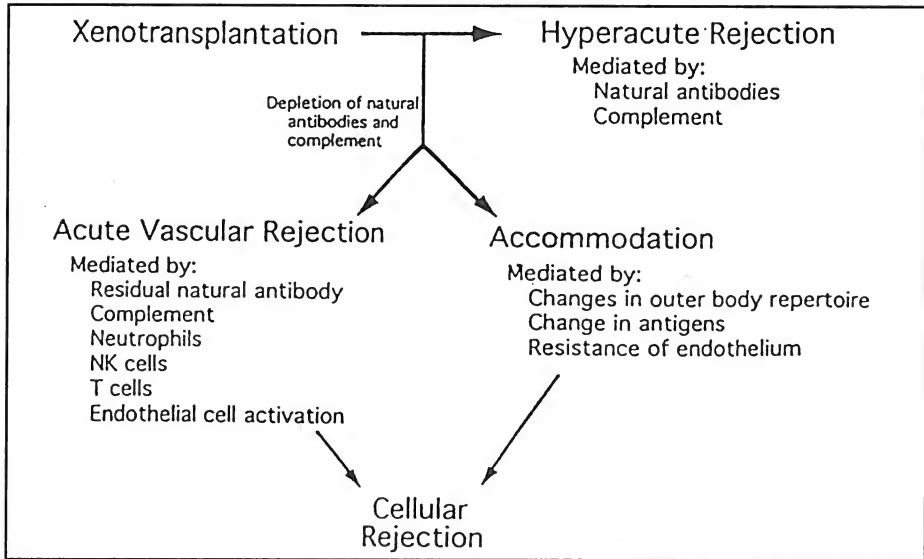 Xenotransplantation
Hyperacute Rejection
Mediated by:
Natural antibodies
Complement
Depletion of natural
antibodies and
complement
Acute Vascular Rejection
Mediated by:
Residual natural antibody
Complement
Neutrophils
NK cells
T cells
Endothelial cell activation
Accommodation
Mediated by:
Changes in outer body repertoire
Change in antigens
Resistance of endothelium
Cellular
Rejection